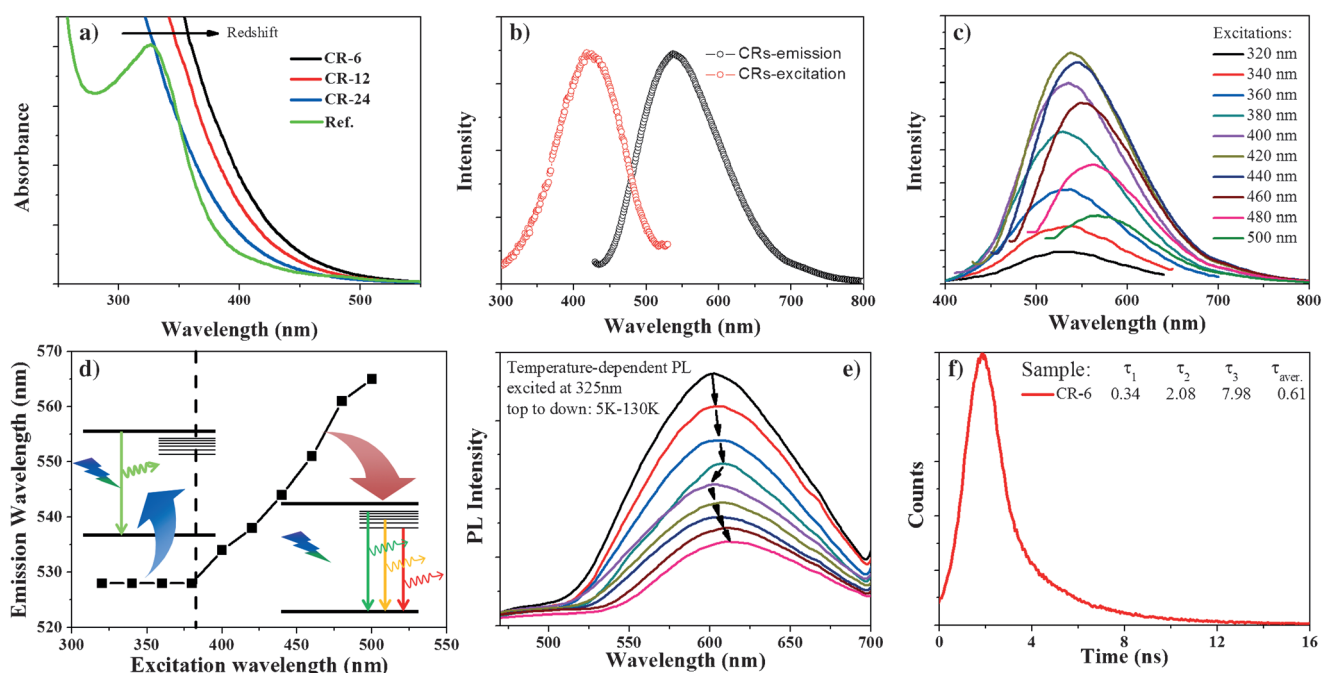 a)
Redshift
CR-6
CR-12
CR-24
Ref.
Absorbance
300
400
500
Wavelength (nm)
b)
CRs-emission
CRs-excitation
Intensity
300
400
500
600
700
800
Wavelength (nm)
c)
Excitations:
320 nm
340 nm
360 nm
380 nm
400 nm
420 nm
440 nm
460 nm
480 nm
500 nm
Intensity
400
500
600
700
800
Wavelength (nm)
d)
Emission Wavelength (nm)
570
560
550
540
530
520
300
350
400
450
500
550
Excitation wavelength (nm)
e)
Temperature-dependent PL
excited at 325nm
top to down: 5K-130K
PL Intensity
500
550
600
650
700
Wavelength (nm)
f)
Sample: τ1 τ2 τ3 τaver.
CR-6 0.34 2.08 7.98 0.61
Counts
0
4
8
12
16
Time (ns)